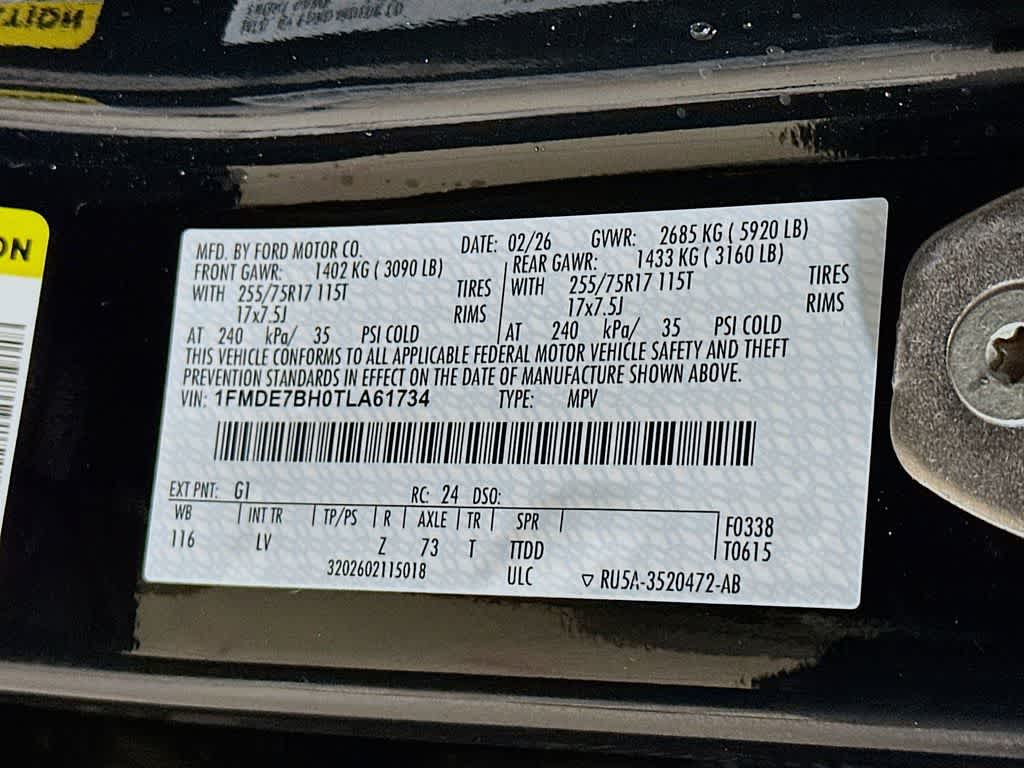 MFD. BY FORD MOTOR CO. DATE: 02/26 GVWR: 2685 KG ( 5920 LB)
FRONT GAWR: 1402 KG ( 3090 LB) REAR GAWR: 1433 KG ( 3160 LB)
WITH 255/75R17 115T TIRES WITH 255/75R17 115T TIRES
17x7.5J RIMS 17x7.5J RIMS
AT 240 kPa/ 35 PSI COLD AT 240 kPa/ 35 PSI COLD
THIS VEHICLE CONFORMS TO ALL APPLICABLE FEDERAL MOTOR VEHICLE SAFETY AND THEFT
PREVENTION STANDARDS IN EFFECT ON THE DATE OF MANUFACTURE SHOWN ABOVE.
VIN: 1FMDE7BH0TLA61734 TYPE: MPV
EXT PNT: G1 RC: 24 DSO:
WB INT TR TP/PS R AXLE TR SPR F0338
116 LV Z 73 T TTDD T0615
3202602115018 ULC ▽ RU5A-3520472-AB